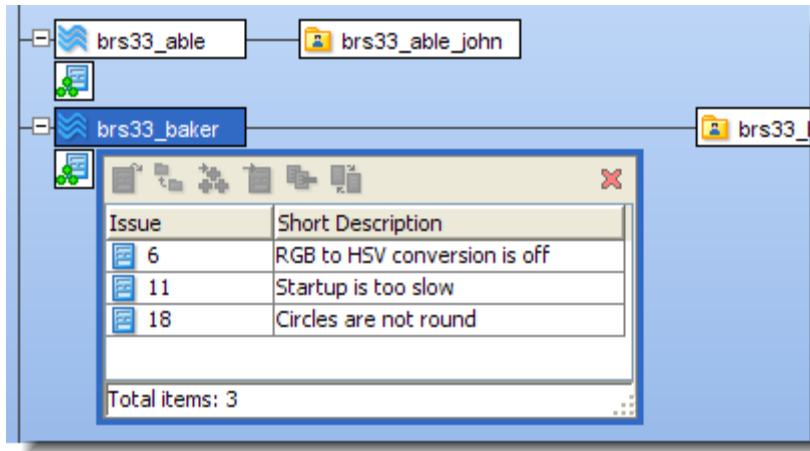 brs33_able
brs33_able_john
brs33_baker
brs33_
Issue Short Description
6 RGB to HSV conversion is off
11 Startup is too slow
18 Circles are not round
Total items: 3